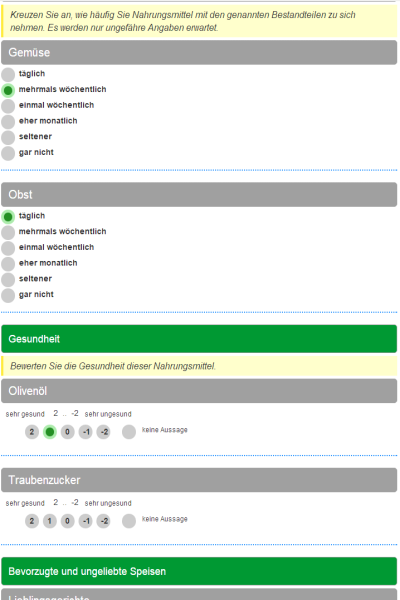 Kreuzen Sie an, wie häufig Sie Nahrungsmittel mit den genannten Bestandteilen zu sich
nehmen. Es werden nur ungefähre Angaben erwartet.
Gemüse
täglich
mehrmals wöchentlich
einmal wöchentlich
eher monatlich
seltener
gar nicht
Obst
täglich
mehrmals wöchentlich
einmal wöchentlich
eher monatlich
seltener
gar nicht
Gesundheit
Bewerten Sie die Gesundheit dieser Nahrungsmittel.
Olivenöl
sehr gesund 2 .. -2 sehr ungesund
2 0 -1 -2 keine Aussage
Traubenzucker
sehr gesund 2 .. -2 sehr ungesund
2 1 0 -1 -2 keine Aussage
Bevorzugte und ungeliebte Speisen
Lieblingsgerichte